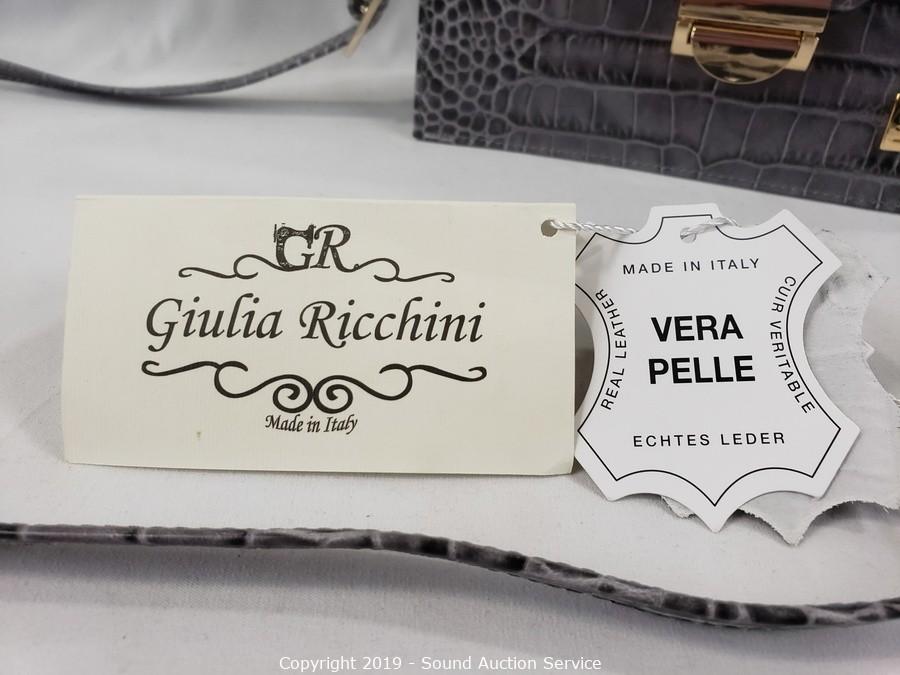 GR
Giulia Ricchini
Made in Italy
MADE IN ITALY
REAL LEATHER
CUIR VERITABLE
VERA
PELLE
ECHTES LEDER
Copyright 2019 - Sound Auction Service